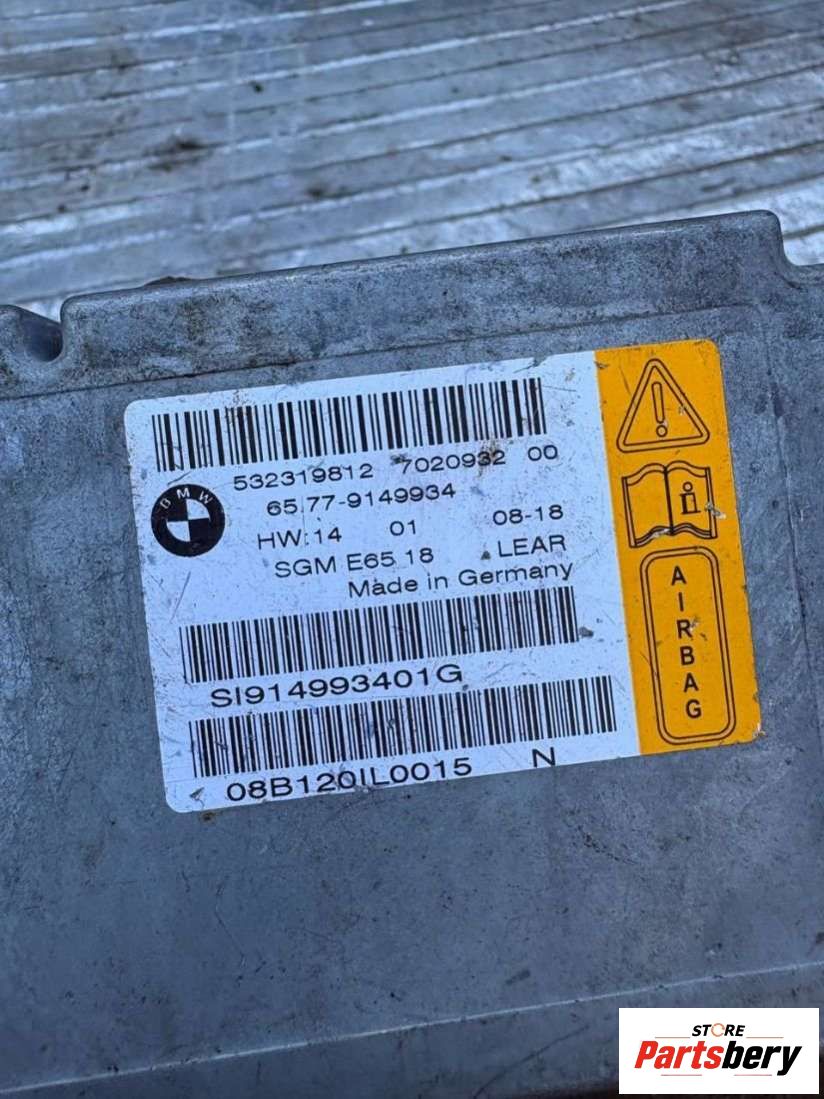 532319812 7020932 00
BMW
65.77-9149934
HW:14 01 08-18
SGM E65.18 LEAR
Made in Germany
SI914993401G
08B120IL0015 N
AIRBAG
STORE
Partsbery